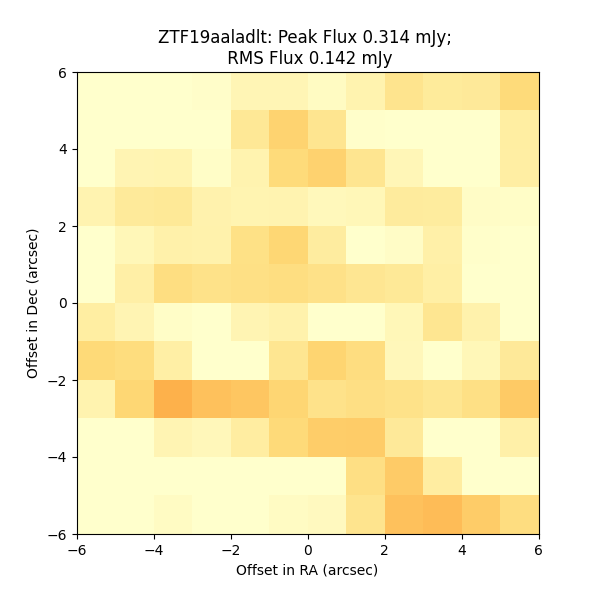 ZTF19aaladlt: Peak Flux 0.314 mJy;
RMS Flux 0.142 mJy
6
4
2
0
−2
−4
−6
Offset in Dec (arcsec)
−6 −4 −2 0 2 4 6
Offset in RA (arcsec)